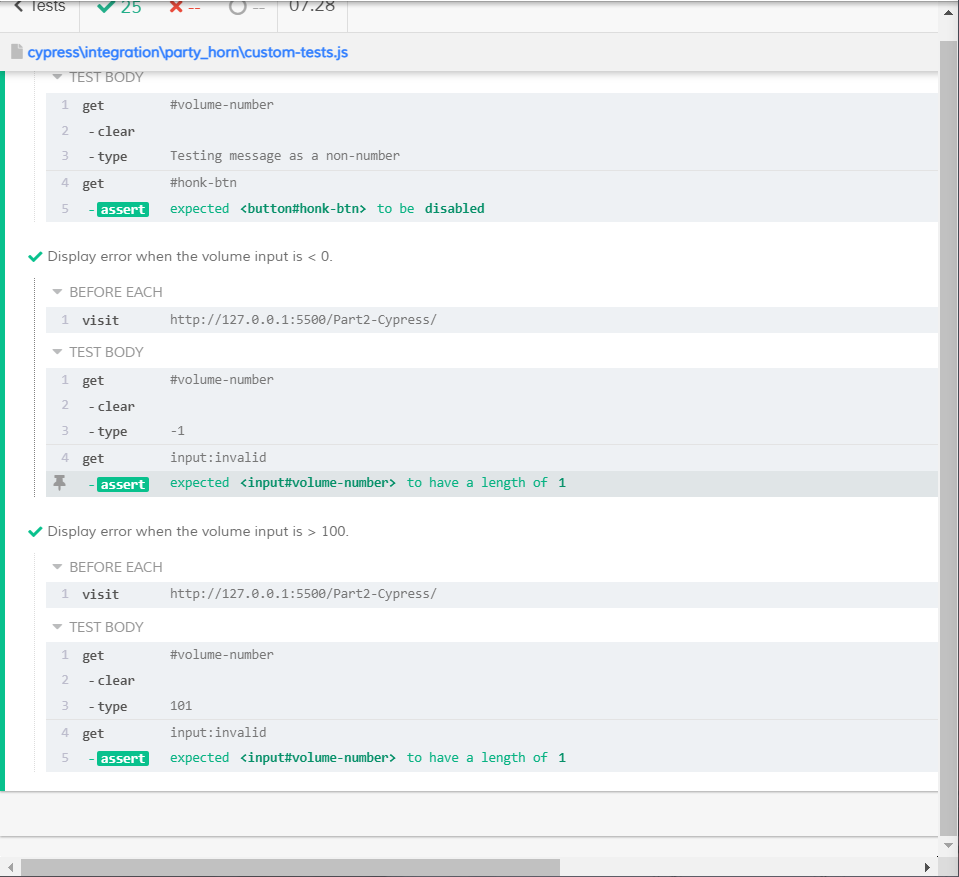 Tests 25 -- -- 07.28
cypress\integration\party_horn\custom-tests.js
TEST BODY
1 get #volume-number
2 -clear
3 -type Testing message as a non-number
4 get #honk-btn
5 -assert expected <button#honk-btn> to be disabled
Display error when the volume input is < 0.
BEFORE EACH
1 visit http://127.0.0.1:5500/Part2-Cypress/
TEST BODY
1 get #volume-number
2 -clear
3 -type -1
4 get input:invalid
-assert expected <input#volume-number> to have a length of 1
Display error when the volume input is > 100.
BEFORE EACH
1 visit http://127.0.0.1:5500/Part2-Cypress/
TEST BODY
1 get #volume-number
2 -clear
3 -type 101
4 get input:invalid
5 -assert expected <input#volume-number> to have a length of 1